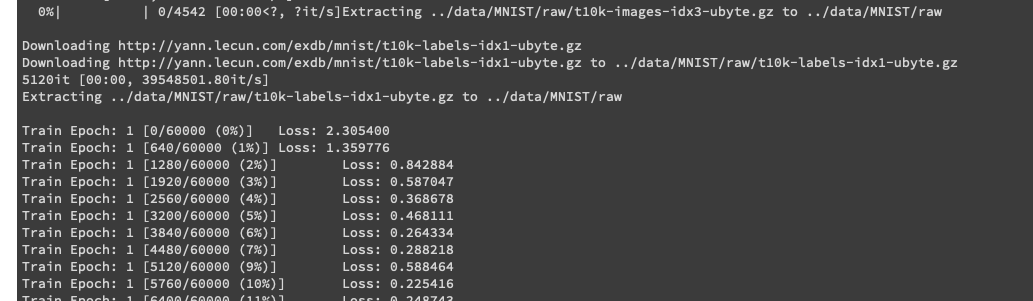 0%|          | 0/4542 [00:00<?, ?it/s]Extracting ../data/MNIST/raw/t10k-images-idx3-ubyte.gz to ../data/MNIST/raw
Downloading http://yann.lecun.com/exdb/mnist/t10k-labels-idx1-ubyte.gz
Downloading http://yann.lecun.com/exdb/mnist/t10k-labels-idx1-ubyte.gz to ../data/MNIST/raw/t10k-labels-idx1-ubyte.gz
5120it [00:00, 39548501.80it/s]
Extracting ../data/MNIST/raw/t10k-labels-idx1-ubyte.gz to ../data/MNIST/raw
Train Epoch: 1 [0/60000 (0%)]	Loss: 2.305400
Train Epoch: 1 [640/60000 (1%)]	Loss: 1.359776
Train Epoch: 1 [1280/60000 (2%)]	Loss: 0.842884
Train Epoch: 1 [1920/60000 (3%)]	Loss: 0.587047
Train Epoch: 1 [2560/60000 (4%)]	Loss: 0.368678
Train Epoch: 1 [3200/60000 (5%)]	Loss: 0.468111
Train Epoch: 1 [3840/60000 (6%)]	Loss: 0.264334
Train Epoch: 1 [4480/60000 (7%)]	Loss: 0.288218
Train Epoch: 1 [5120/60000 (9%)]	Loss: 0.588464
Train Epoch: 1 [5760/60000 (10%)]	Loss: 0.225416
Train Epoch: 1 [6400/60000 (11%)]	Loss: 0.248743